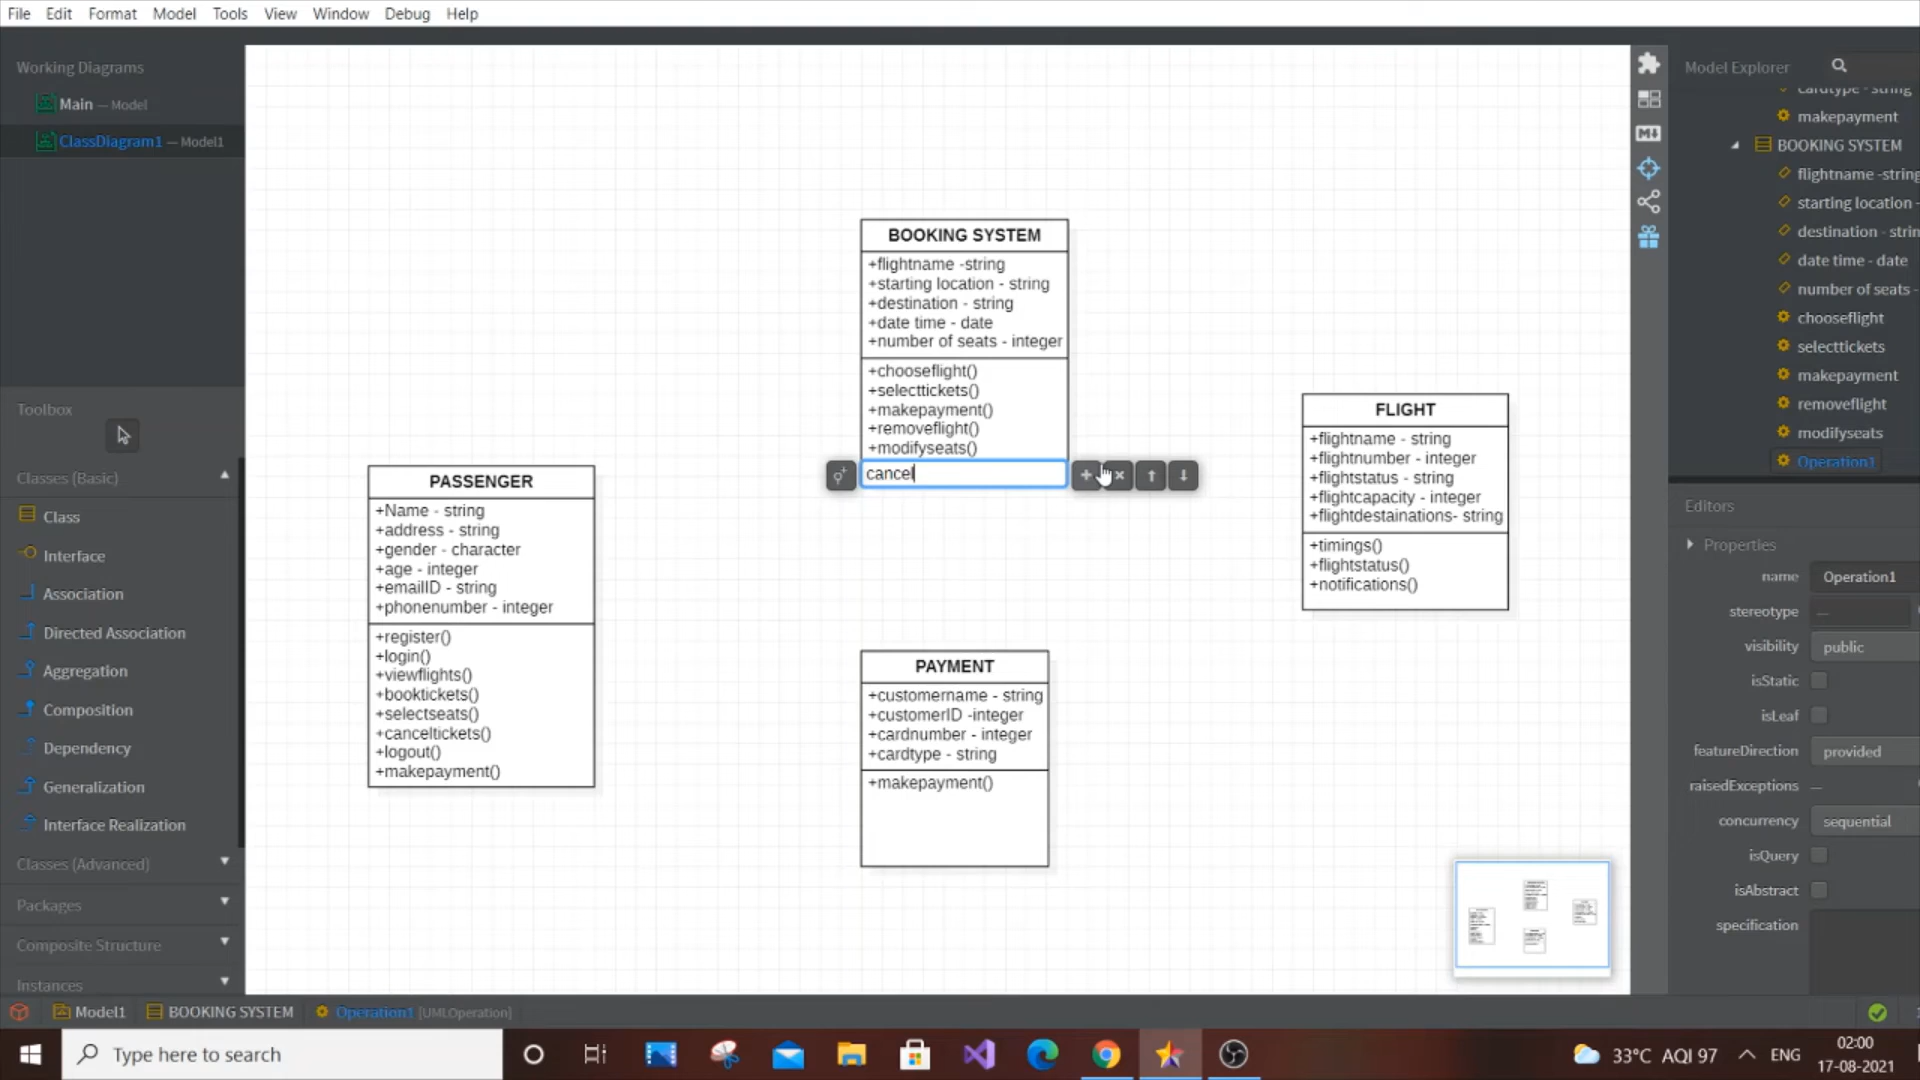 File Edit Format Model Tools View Window Debug Help
Working Diagrams
Main — Model
ClassDiagram1 — Model1
Toolbox
Classes (Basic)
Class
Interface
Association
Directed Association
Aggregation
Composition
Dependency
Generalization
Interface Realization
Classes (Advanced)
Packages
Composite Structure
Instances
BOOKING SYSTEM
+flightname -string
+starting location - string
+destination - string
+date time - date
+number of seats - integer
+chooseflight()
+selecttickets()
+makepayment()
+removeflight()
+modifyseats()
cancel
PASSENGER
+Name - string
+address - string
+gender - character
+age - integer
+emailID - string
+phonenumber - integer
+register()
+login()
+viewflights()
+booktickets()
+selectseats()
+canceltickets()
+logout()
+makepayment()
PAYMENT
+customername - string
+customerID -integer
+cardnumber - integer
+cardtype - string
+makepayment()
FLIGHT
+flightname - string
+flightnumber - integer
+flightstatus - string
+flightcapacity - integer
+flightdestainations- string
+timings()
+flightstatus()
+notifications()
M
Model Explorer
cardtype - string
makepayment
BOOKING SYSTEM
flightname -string
starting location -
destination - strin
date time - date
number of seats -
chooseflight
selecttickets
makepayment
removeflight
modifyseats
Operation1
Editors
Properties
name Operation1
stereotype —
visibility public
isStatic
isLeaf
featureDirection provided
raisedExceptions —
concurrency sequential
isQuery
isAbstract
specification
Model1 BOOKING SYSTEM Operation1 [UMLOperation]
Type here to search
33°C AQI 97 ENG
02:00
17-08-2021